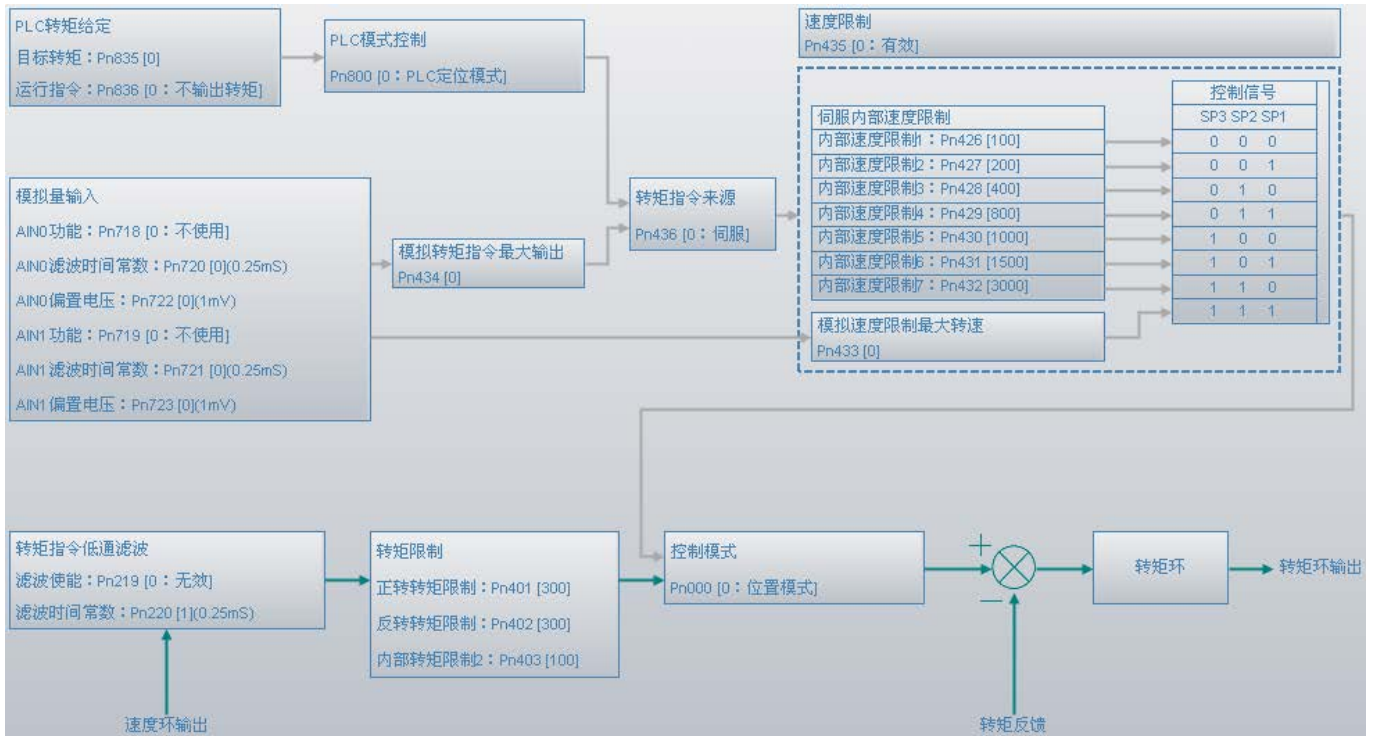 PLC转矩给定
目标转矩：Pn835 [0]
运行指令：Pn836 [0：不输出转矩]
PLC模式控制
Pn800 [0：PLC定位模式]
速度限制
Pn435 [0：有效]
模拟量输入
AIN0功能：Pn718 [0：不使用]
AIN0滤波时间常数：Pn720 [0](0.25mS)
AIN0偏置电压：Pn722 [0](1mV)
AIN1功能：Pn719 [0：不使用]
AIN1滤波时间常数：Pn721 [0](0.25mS)
AIN1偏置电压：Pn723 [0](1mV)
模拟转矩指令最大输出
Pn434 [0]
转矩指令来源
Pn436 [0：伺服]
伺服内部速度限制
内部速度限制1：Pn426 [100]
内部速度限制2：Pn427 [200]
内部速度限制3：Pn428 [400]
内部速度限制4：Pn429 [800]
内部速度限制5：Pn430 [1000]
内部速度限制6：Pn431 [1500]
内部速度限制7：Pn432 [3000]
模拟速度限制最大转速
Pn433 [0]
控制信号
SP3 SP2 SP1
0 0 0
0 0 1
0 1 0
0 1 1
1 0 0
1 0 1
1 1 0
1 1 1
转矩指令低通滤波
滤波使能：Pn219 [0：无效]
滤波时间常数：Pn220 [1](0.25mS)
速度环输出
转矩限制
正转转矩限制：Pn401 [300]
反转转矩限制：Pn402 [300]
内部转矩限制2：Pn403 [100]
控制模式
Pn000 [0：位置模式]
+
—
转矩反馈
转矩环
转矩环输出